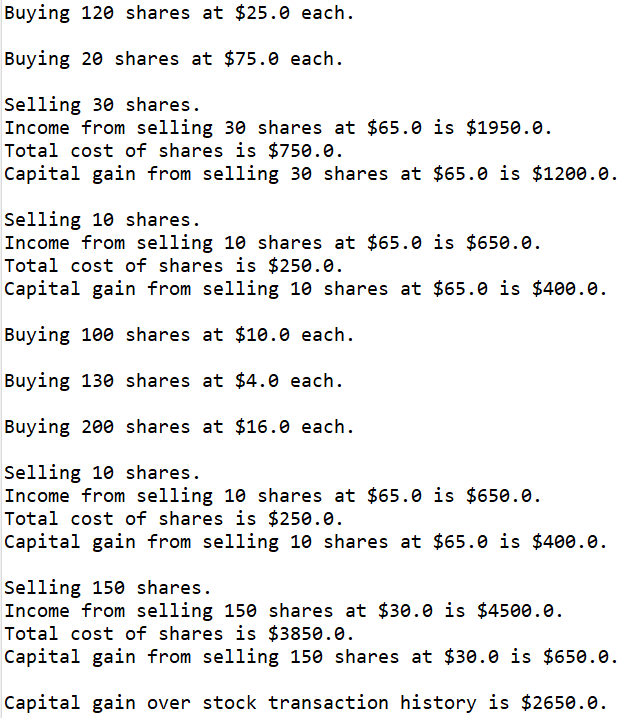 Buying 120 shares at $25.0 each.
Buying 20 shares at $75.0 each.
Selling 30 shares.
Income from selling 30 shares at $65.0 is $1950.0.
Total cost of shares is $750.0.
Capital gain from selling 30 shares at $65.0 is $1200.0.
Selling 10 shares.
Income from selling 10 shares at $65.0 is $650.0.
Total cost of shares is $250.0.
Capital gain from selling 10 shares at $65.0 is $400.0.
Buying 100 shares at $10.0 each.
Buying 130 shares at $4.0 each.
Buying 200 shares at $16.0 each.
Selling 10 shares.
Income from selling 10 shares at $65.0 is $650.0.
Total cost of shares is $250.0.
Capital gain from selling 10 shares at $65.0 is $400.0.
Selling 150 shares.
Income from selling 150 shares at $30.0 is $4500.0.
Total cost of shares is $3850.0.
Capital gain from selling 150 shares at $30.0 is $650.0.
Capital gain over stock transaction history is $2650.0.